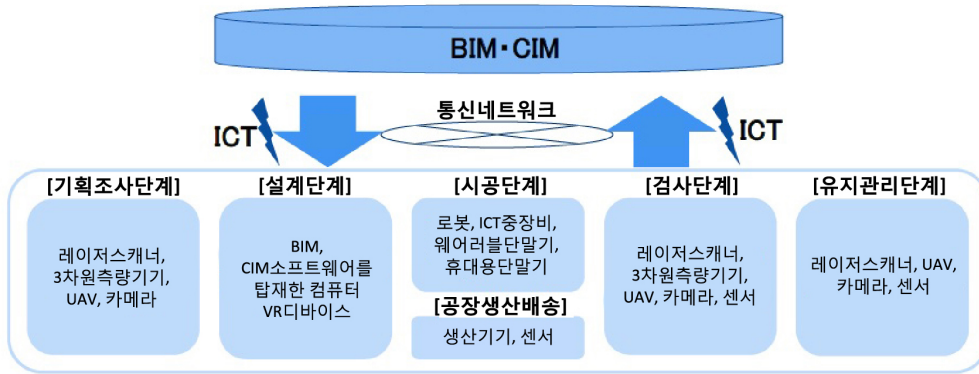 BIM・CIM
통신네트워크
ICT
ICT
[기획조사단계]
레이저스캐너,
3차원측량기기,
UAV, 카메라
[설계단계]
BIM,
CIM소프트웨어를
탑재한 컴퓨터
VR디바이스
[시공단계]
로봇, ICT중장비,
웨어러블단말기,
휴대용단말기
[공장생산배송]
생산기기, 센서
[검사단계]
레이저스캐너,
3차원측량기기,
UAV, 카메라, 센서
[유지관리단계]
레이저스캐너, UAV,
카메라, 센서